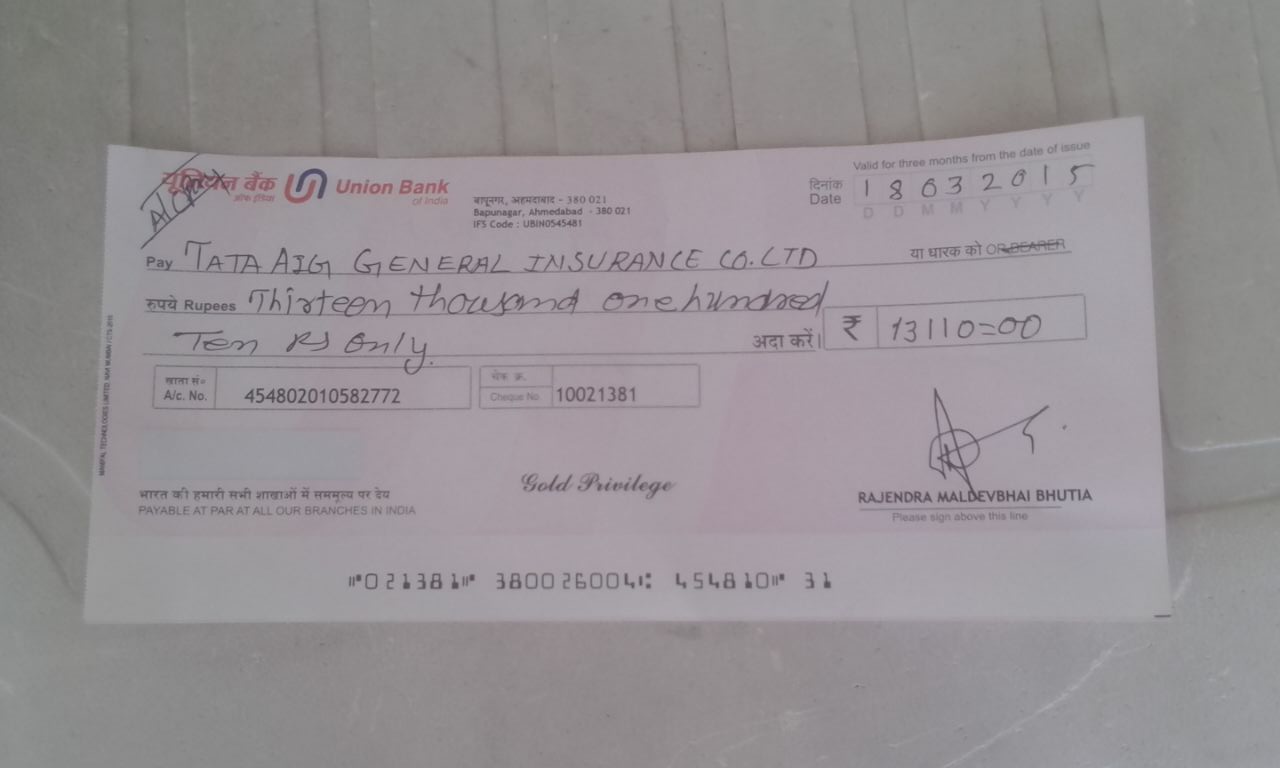 A/C Pay
यूनियन बैंक
ऑफ इंडिया
Union Bank
of India
बापूनगर, अहमदाबाद - 380 021
Bapunagar, Ahmedabad - 380 021
IFS Code : UBIN0545481
Valid for three months from the date of issue
दिनांक
Date
1 8 0 3 2 0 1 5
D D M M Y Y Y Y
Pay TATA AIG GENERAL INSURANCE CO. LTD या धारक को OR BEARER
रुपये Rupees Thirteen thousand one hundred
Ten RS Only. अदा करें। ₹ 13110=00
खाता सं॰
A/c. No. 454802010582772
चेक क्र.
Cheque No. 10021381
Gold Privilege
भारत की हमारी सभी शाखाओं में सममूल्य पर देय
PAYABLE AT PAR AT ALL OUR BRANCHES IN INDIA
RAJENDRA MALDEVBHAI BHUTIA
Please sign above this line
⑈021381⑈ 380026004⑆ 454810⑈ 31